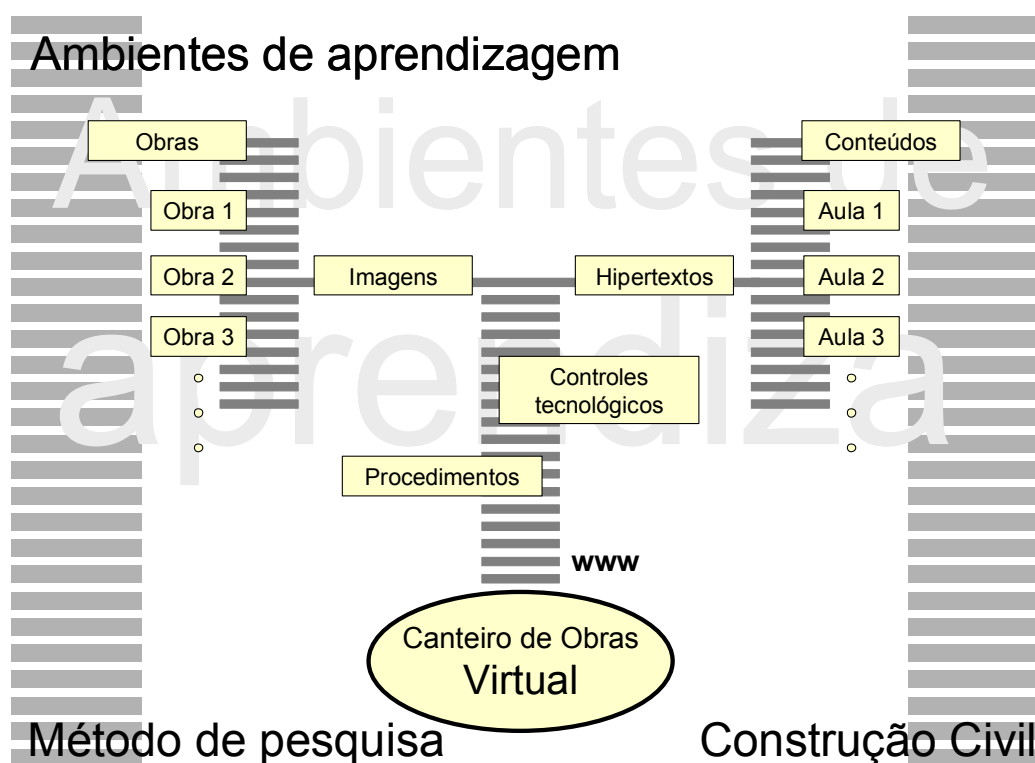 Ambientes de aprendizagem
Ambientes de
aprendiza
Obras
Conteúdos
Obra 1
Aula 1
Obra 2
Imagens
Hipertextos
Aula 2
Obra 3
Aula 3
Controles
tecnológicos
Procedimentos
www
Canteiro de Obras
Virtual
Método de pesquisa
Construção Civil